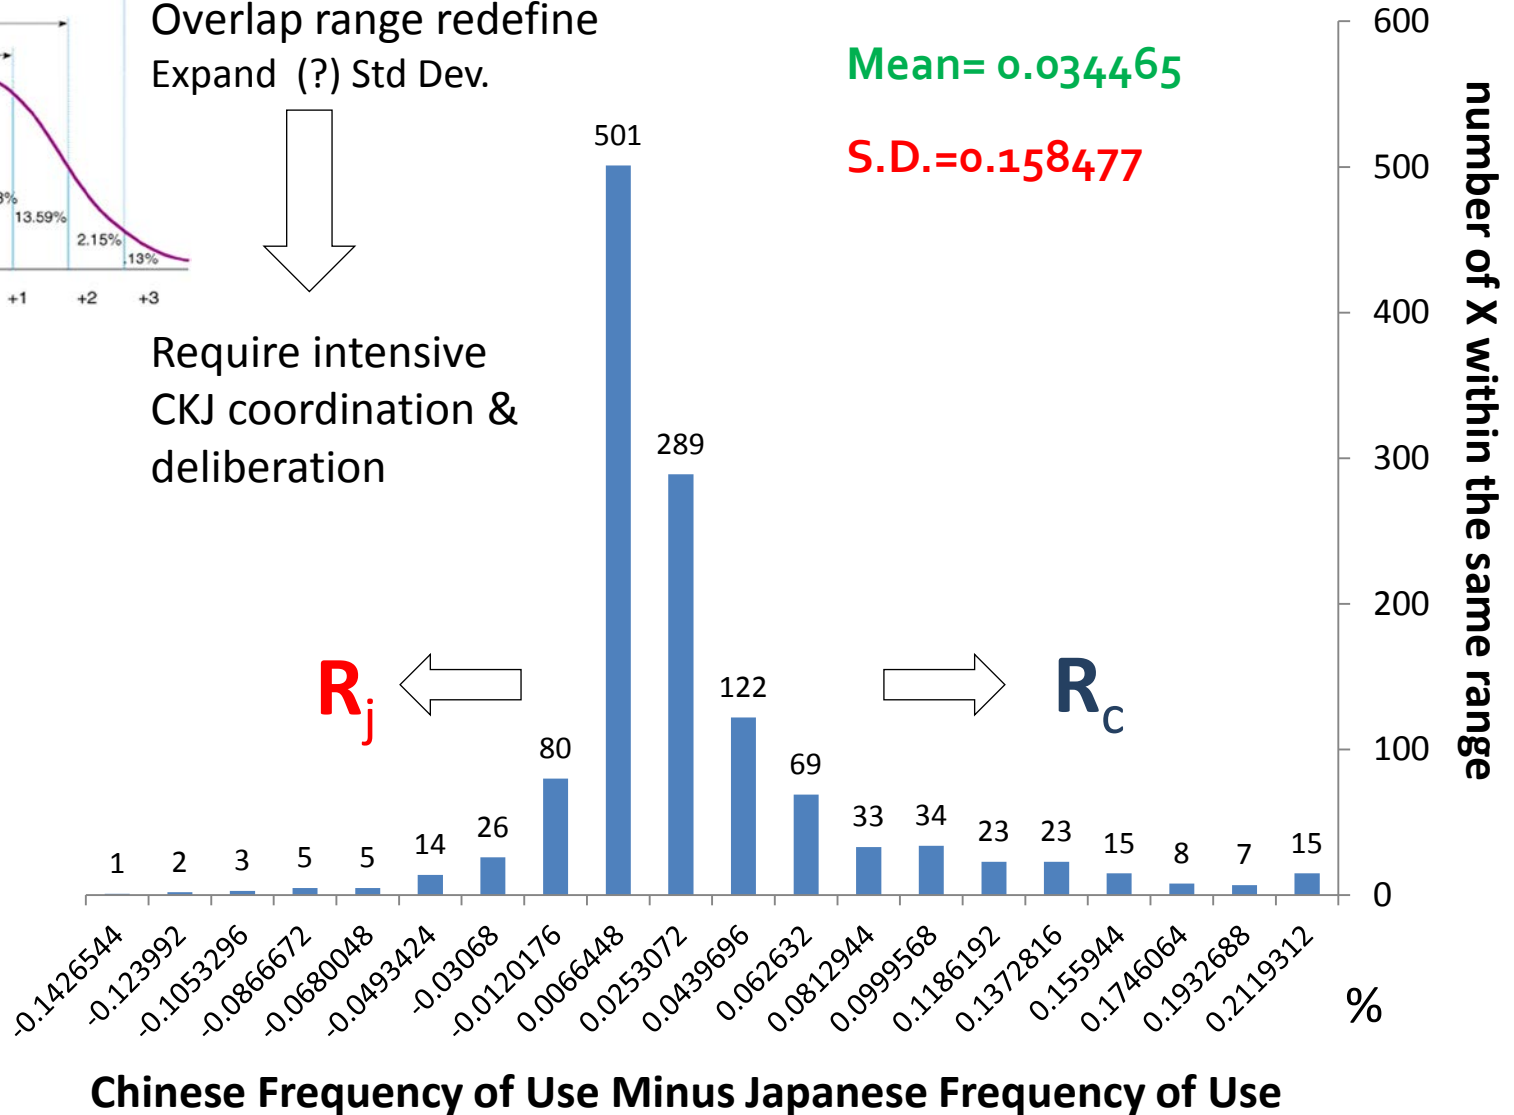 Overlap range redefine
Expand (?) Std Dev.
Mean= 0.034465
S.D.=0.158477
13.59%
2.15%
.13%
+1 +2 +3
Require intensive
CKJ coordination &
deliberation
Rj
Rc
1 2 3 5 5 14 26 80 501 289 122 69 33 34 23 23 15 8 7 15
600
500
400
300
200
100
0
number of X within the same range
-0.1426544
-0.123992
-0.1053296
-0.0866672
-0.0680048
-0.0493424
-0.03068
-0.0120176
0.0066448
0.0253072
0.0439696
0.062632
0.0812944
0.0999568
0.1186192
0.1372816
0.155944
0.1746064
0.1932688
0.2119312
%
Chinese Frequency of Use Minus Japanese Frequency of Use